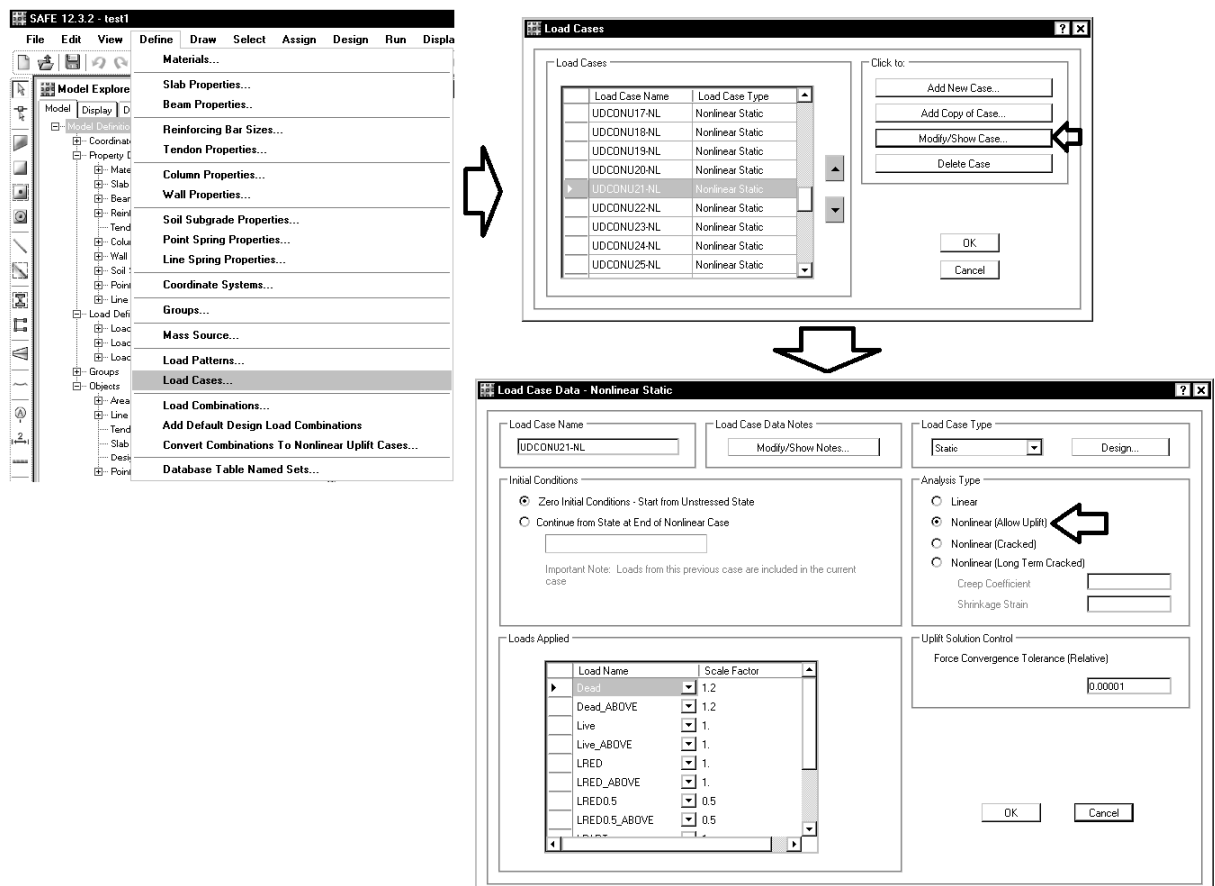 SAFE 12.3.2 - test1
File Edit View Define Draw Select Assign Design Run Displa
Model Explore
Model Display D
Model Definitio
Coordinat
Property D
Mate
Slab
Bear
Reinf
Tend
Colu
Wall
Soil S
Point
Line
Load Defi
Load
Load
Load
Groups
Objects
Area
Line
Tend
Slab
Desig
Point
Materials...
Slab Properties...
Beam Properties..
Reinforcing Bar Sizes...
Tendon Properties...
Column Properties...
Wall Properties...
Soil Subgrade Properties...
Point Spring Properties...
Line Spring Properties...
Coordinate Systems...
Groups...
Mass Source...
Load Patterns...
Load Cases...
Load Combinations...
Add Default Design Load Combinations
Convert Combinations To Nonlinear Uplift Cases...
Database Table Named Sets...
Load Cases
Load Cases
Load Case Name Load Case Type
UDCONU17-NL Nonlinear Static
UDCONU18-NL Nonlinear Static
UDCONU19-NL Nonlinear Static
UDCONU20-NL Nonlinear Static
UDCONU21-NL Nonlinear Static
UDCONU22-NL Nonlinear Static
UDCONU23-NL Nonlinear Static
UDCONU24-NL Nonlinear Static
UDCONU25-NL Nonlinear Static
Click to:
Add New Case...
Add Copy of Case...
Modify/Show Case...
Delete Case
OK
Cancel
Load Case Data - Nonlinear Static
Load Case Name
UDCONU21-NL
Load Case Data Notes
Modify/Show Notes...
Load Case Type
Static
Design...
Initial Conditions
Zero Initial Conditions - Start from Unstressed State
Continue from State at End of Nonlinear Case
Important Note: Loads from this previous case are included in the current
case
Analysis Type
Linear
Nonlinear (Allow Uplift)
Nonlinear (Cracked)
Nonlinear (Long Term Cracked)
Creep Coefficient
Shrinkage Strain
Loads Applied
Load Name Scale Factor
Dead 1.2
Dead_ABOVE 1.2
Live 1.
Live_ABOVE 1.
LRED 1.
LRED_ABOVE 1.
LRED0.5 0.5
LRED0.5_ABOVE 0.5
Uplift Solution Control
Force Convergence Tolerance (Relative)
0.00001
OK
Cancel